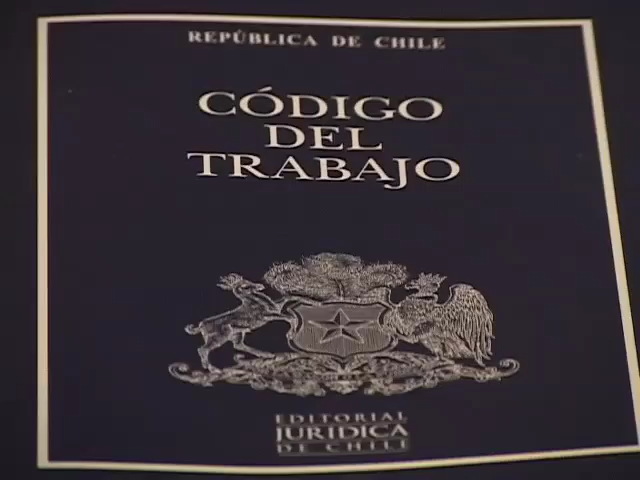 REPÚBLICA DE CHILE
CÓDIGO
DEL
TRABAJO
EDITORIAL
JURIDICA
DE CHILE